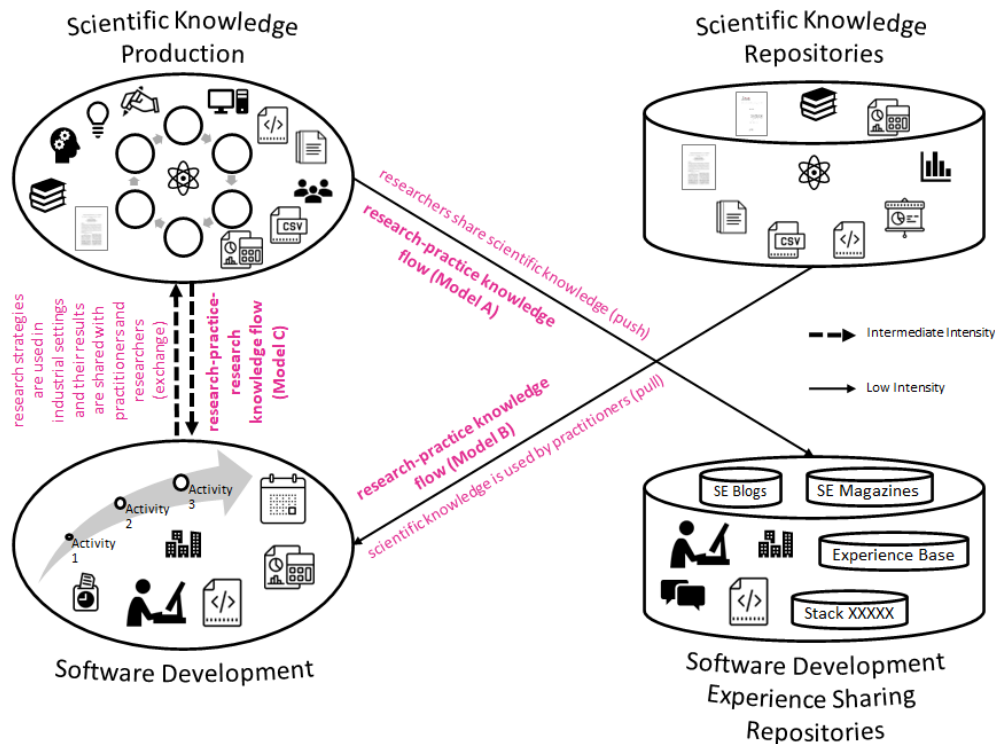 Scientific Knowledge
Production
Scientific Knowledge
Repositories
</>
CSV
CSV
</>
researchers share scientific knowledge (push)
research-practice knowledge
flow (Model A)
research strategies
are used in
industrial settings
and their results
are shared with
practitioners and
researchers
(exchange)
research-practice-
research
knowledge flow
(Model C)
Intermediate Intensity
Low Intensity
research-practice knowledge
flow (Model B)
scientific knowledge is used by practitioners (pull)
Activity
3
Activity
2
Activity
1
</>
Software Development
SE Blogs
SE Magazines
Experience Base
</>
Stack XXXXX
Software Development
Experience Sharing
Repositories